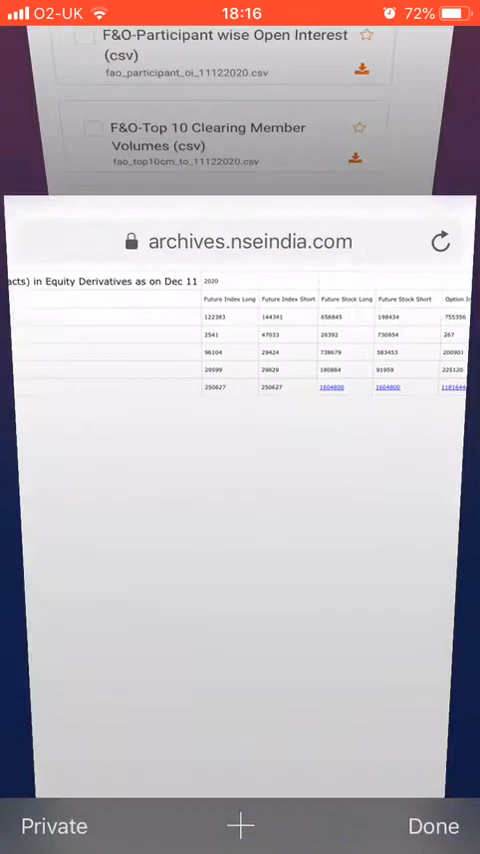 O2-UK 18:16 72%
F&O-Participant wise Open Interest
(csv)
fao_participant_oi_11122020.csv
F&O-Top 10 Clearing Member
Volumes (csv)
fao_top10cm_to_11122020.csv
archives.nseindia.com
acts) in Equity Derivatives as on Dec 11 2020
Future Index Long Future Index Short Future Stock Long Future Stock Short Option In
122383 144341 656845 198434 755356
2541 47033 28392 730954 267
96104 29424 738679 583453 200901
29599 29829 180884 91959 225120
250627 250627 1604800 1604800 1181644
Private + Done